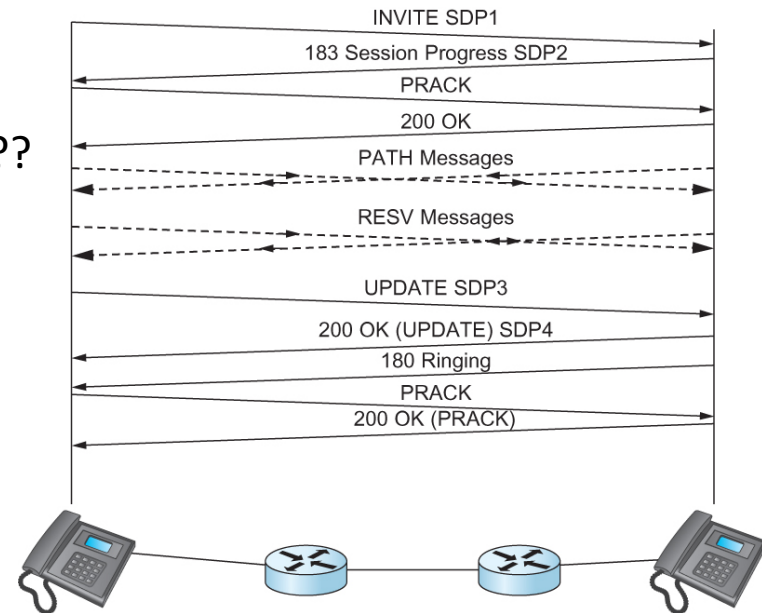 INVITE SDP1
183 Session Progress SDP2
PRACK
200 OK
??
PATH Messages
RESV Messages
UPDATE SDP3
200 OK (UPDATE) SDP4
180 Ringing
PRACK
200 OK (PRACK)